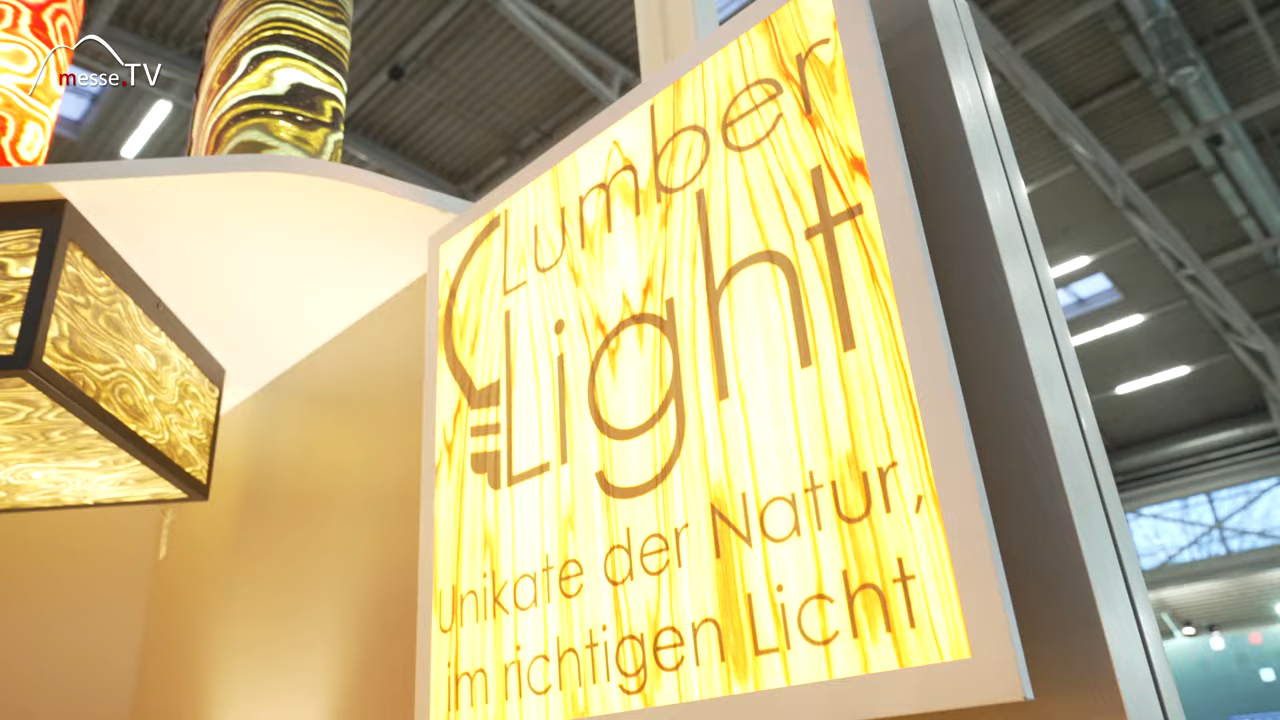 messe.TV
Lumber
Light
Unikate der Natur,
im richtigen Licht